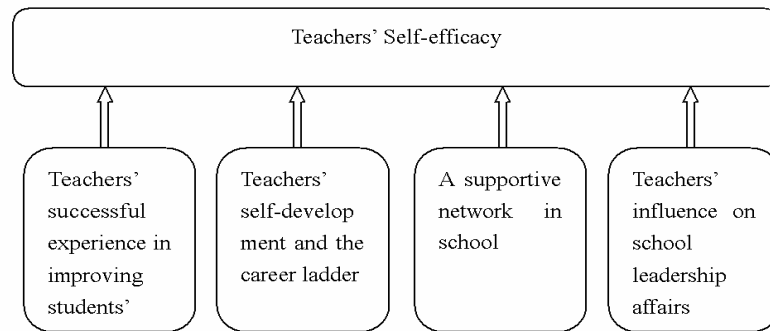 Teachers’ Self-efficacy
Teachers’
successful
experience in
improving
students’
Teachers’
self-develop
ment and the
career ladder
A supportive
network in
school
Teachers’
influence on
school
leadership
affairs